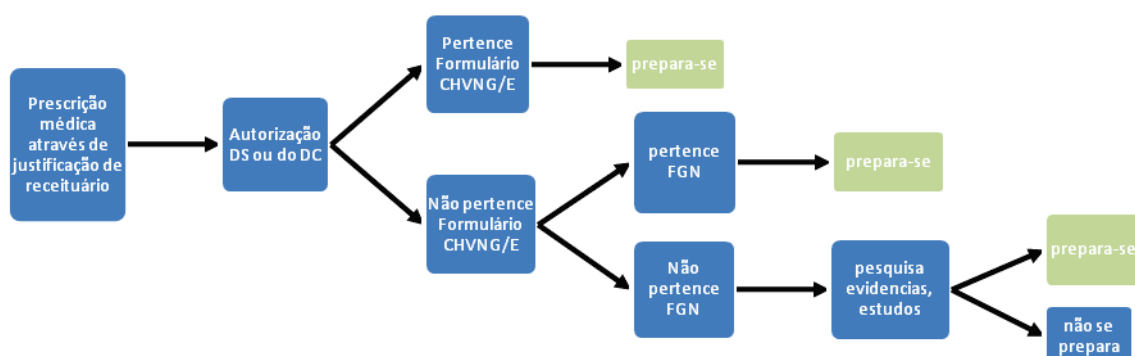 Prescrição
médica
através de
justificação de
receituário
Autorização
DS ou do DC
Pertence
Formulário
CHVNG/E
prepara-se
Não pertence
Formulário
CHVNG/E
pertence
FGN
prepara-se
Não
pertence
FGN
pesquisa
evidencias,
estudos
prepara-se
não se
prepara